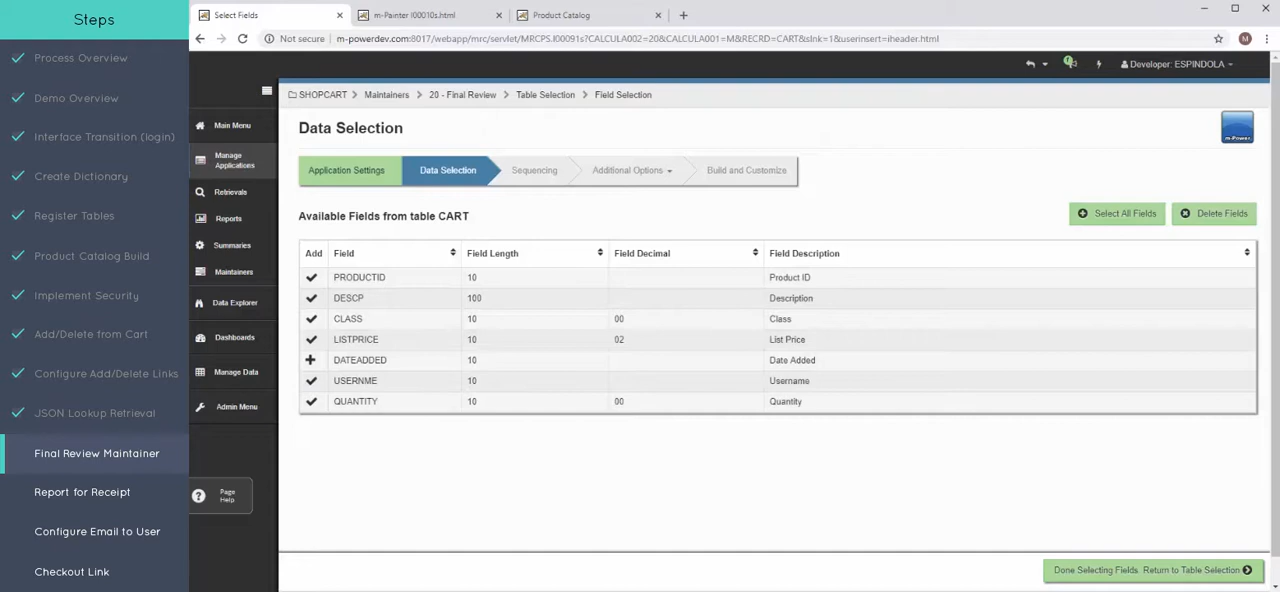 Steps
Process Overview
Demo Overview
Interface Transition (login)
Create Dictionary
Register Tables
Product Catalog Build
Implement Security
Add/Delete from Cart
Configure Add/Delete Links
JSON Lookup Retrieval
Final Review Maintainer
Report for Receipt
Configure Email to User
Checkout Link
Select Fields
m-Painter I00010s.html
Product Catalog
Not secure | m-powerdev.com:8017/webapp/mrc/servlet/MRCPS.I00091s?CALCULA002=20&CALCULA001=M&RECRD=CART&slnk=1&userinsert=iheader.html
M
Developer: ESPINDOLA
Main Menu
Manage
Applications
Retrievals
Reports
Summaries
Maintainers
Data Explorer
Dashboards
Manage Data
Admin Menu
Page
Help
SHOPCART > Maintainers > 20 - Final Review > Table Selection > Field Selection
Data Selection
m-Power
Application Settings Data Selection Sequencing Additional Options Build and Customize
Available Fields from table CART
Select All Fields Delete Fields
Add Field Field Length Field Decimal Field Description
PRODUCTID 10 Product ID
DESCP 100 Description
CLASS 10 00 Class
LISTPRICE 10 02 List Price
DATEADDED 10 Date Added
USERNME 10 Username
QUANTITY 10 00 Quantity
Done Selecting Fields. Return to Table Selection